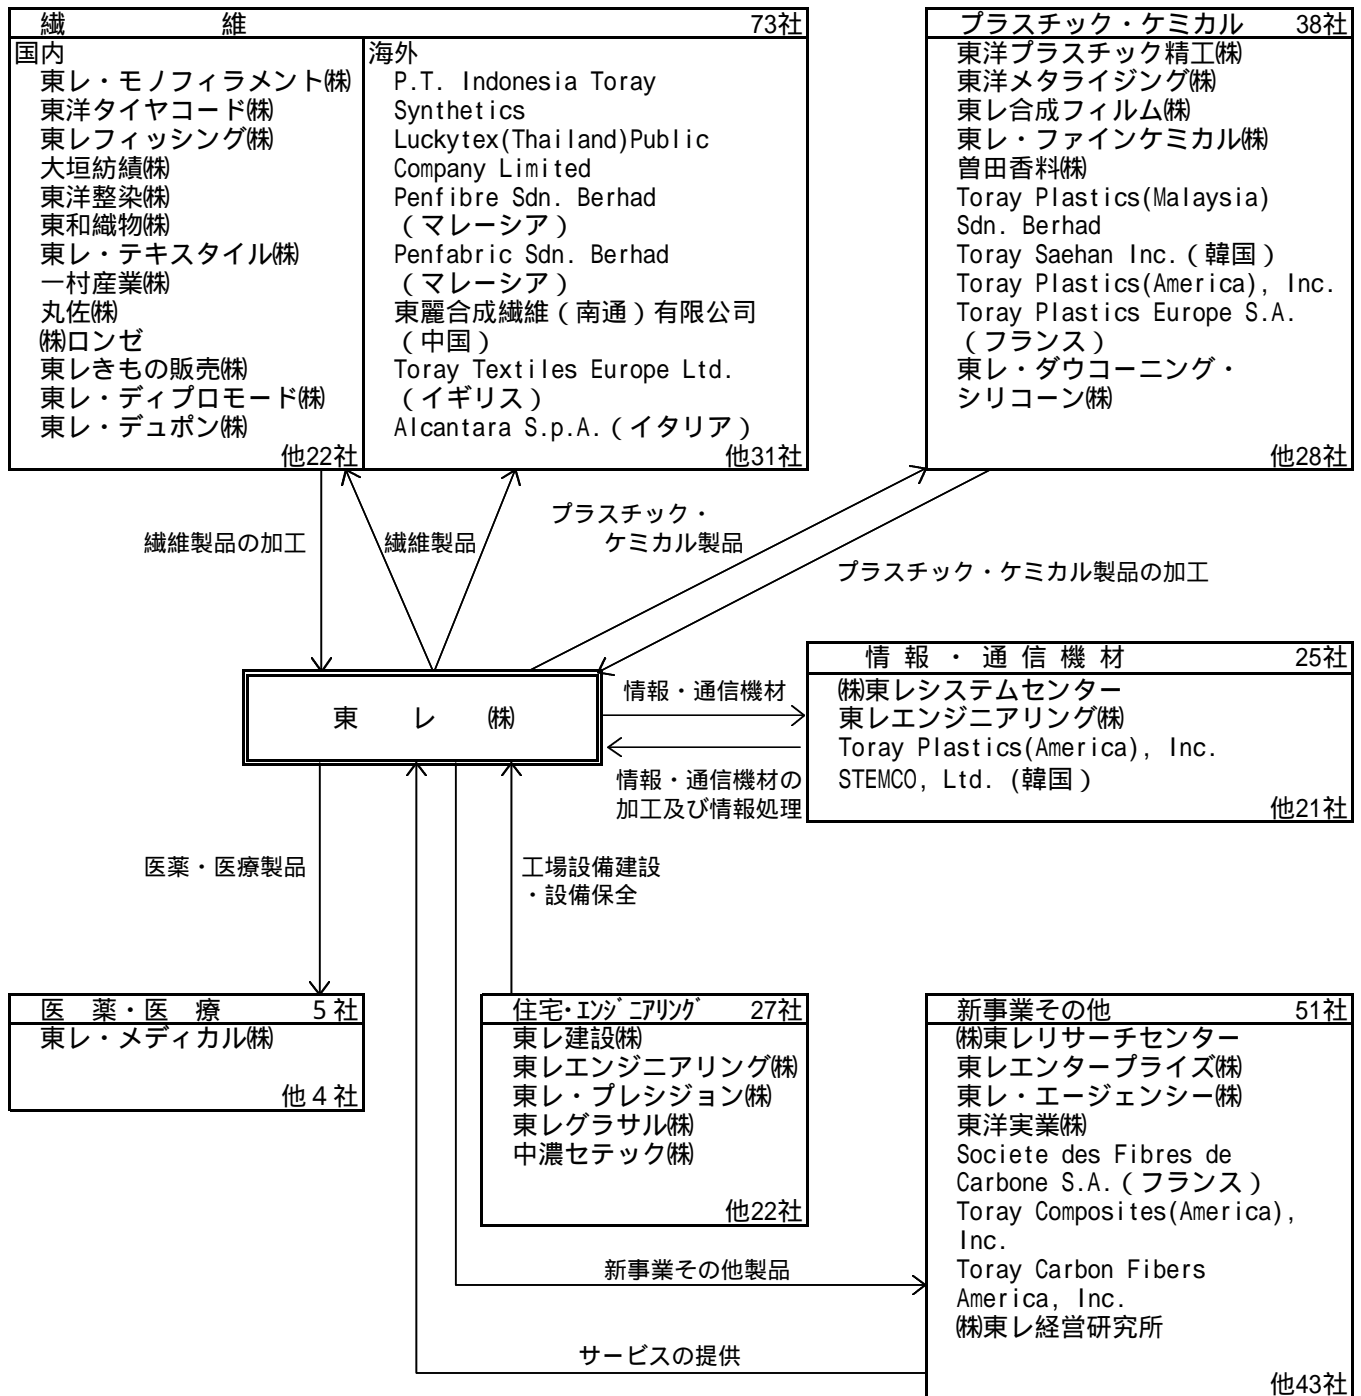 繊 維 73社
国内
東レ・モノフィラメント㈱
東洋タイヤコード㈱
東レフィッシング㈱
大垣紡績㈱
東洋整染㈱
東和織物㈱
東レ・テキスタイル㈱
一村産業㈱
丸佐㈱
㈱ロンゼ
東レきもの販売㈱
東レ・ディプロモード㈱
東レ・デュポン㈱
他22社
海外
P.T. Indonesia Toray
Synthetics
Luckytex(Thailand)Public
Company Limited
Penfibre Sdn. Berhad
（マレーシア）
Penfabric Sdn. Berhad
（マレーシア）
東麗合成繊維（南通）有限公司
（中国）
Toray Textiles Europe Ltd.
（イギリス）
Alcantara S.p.A.（イタリア）
他31社
プラスチック・ケミカル 38社
東洋プラスチック精工㈱
東洋メタライジング㈱
東レ合成フィルム㈱
東レ・ファインケミカル㈱
曽田香料㈱
Toray Plastics(Malaysia)
Sdn. Berhad
Toray Saehan Inc.（韓国）
Toray Plastics(America), Inc.
Toray Plastics Europe S.A.
（フランス）
東レ・ダウコーニング・
シリコーン㈱
他28社
繊維製品の加工
繊維製品
プラスチック・
ケミカル製品
プラスチック・ケミカル製品の加工
東 レ ㈱
情報・通信機材
情報・通信機材の
加工及び情報処理
情 報 ・ 通 信 機 材 25社
㈱東レシステムセンター
東レエンジニアリング㈱
Toray Plastics(America), Inc.
STEMCO, Ltd. (韓国）
他21社
医薬・医療製品
工場設備建設
・設備保全
医 薬・医 療 5社
東レ・メディカル㈱
他4社
住宅・ｴﾝｼﾞﾆｱﾘﾝｸﾞ 27社
東レ建設㈱
東レエンジニアリング㈱
東レ・プレシジョン㈱
東レグラサル㈱
中濃セテック㈱
他22社
新事業その他 51社
㈱東レリサーチセンター
東レエンタープライズ㈱
東レ・エージェンシー㈱
東洋実業㈱
Societe des Fibres de
Carbone S.A.（フランス）
Toray Composites(America),
Inc.
Toray Carbon Fibers
America, Inc.
㈱東レ経営研究所
他43社
新事業その他製品
サービスの提供